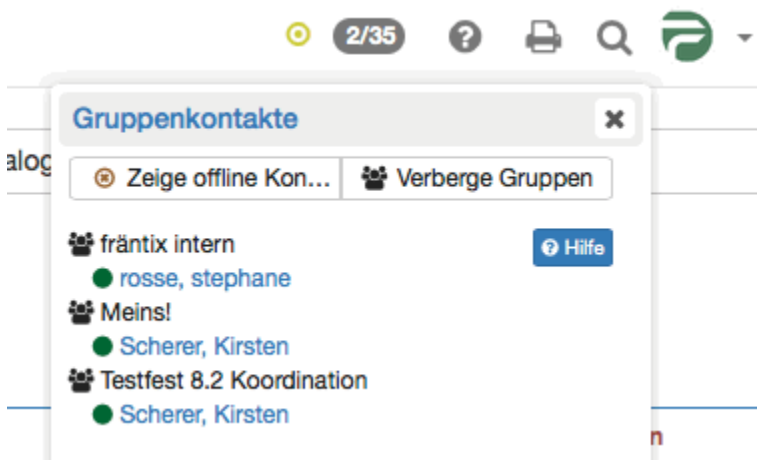 2/35
Gruppenkontakte
alog
Zeige offline Kon...
Verberge Gruppen
fräntix intern
Hilfe
rosse, stephane
Meins!
Scherer, Kirsten
Testfest 8.2 Koordination
Scherer, Kirsten
n